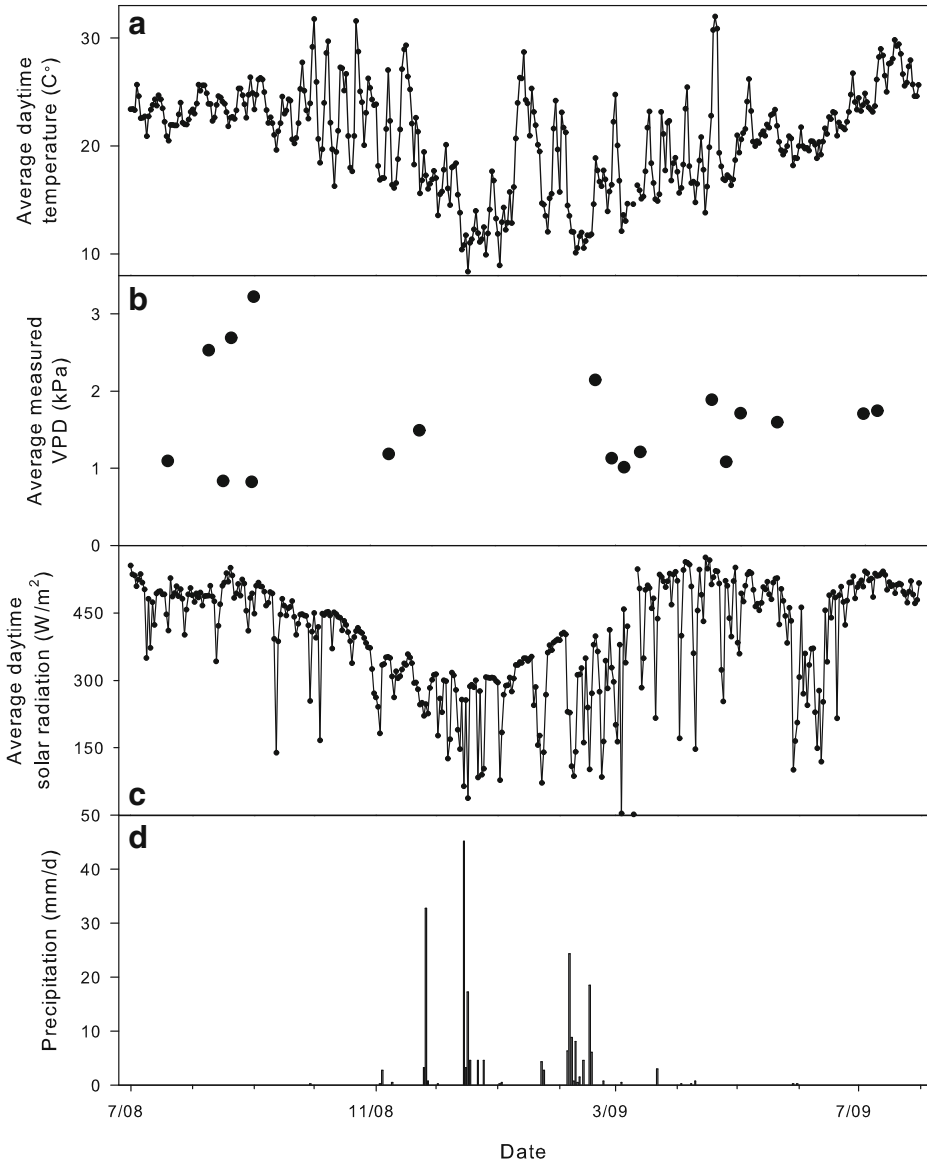 a
Average daytime
temperature (C°)
30
20
10
b
Average measured
VPD (kPa)
3
2
1
0
Average daytime
solar radiation (W/m²)
450
300
150
50
c
d
Precipitation (mm/d)
40
30
20
10
0
7/08 11/08 3/09 7/09
Date